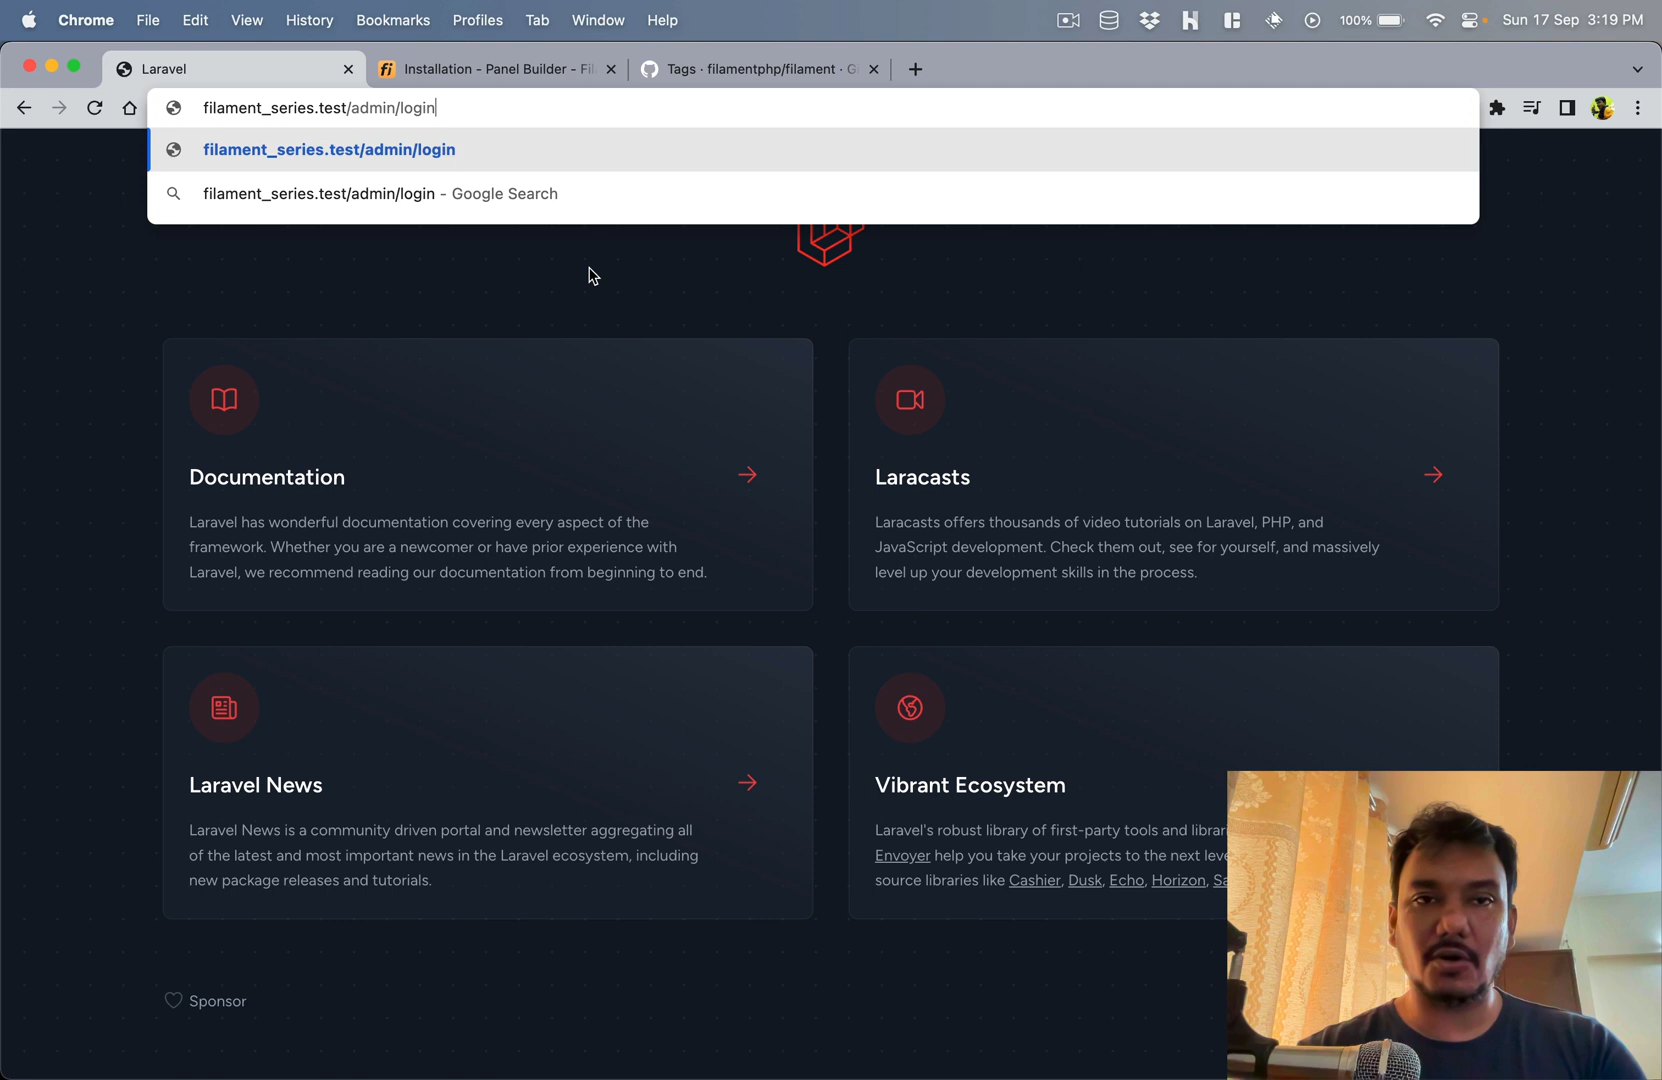 Chrome File Edit View History Bookmarks Profiles Tab Window Help 100% Sun 17 Sep 3:19 PM
Laravel
Installation - Panel Builder - Fil
Tags · filamentphp/filament · G
filament_series.test/admin/login
filament_series.test/admin/login
filament_series.test/admin/login - Google Search
Documentation
Laravel has wonderful documentation covering every aspect of the
framework. Whether you are a newcomer or have prior experience with
Laravel, we recommend reading our documentation from beginning to end.
Laracasts
Laracasts offers thousands of video tutorials on Laravel, PHP, and
JavaScript development. Check them out, see for yourself, and massively
level up your development skills in the process.
Laravel News
Laravel News is a community driven portal and newsletter aggregating all
of the latest and most important news in the Laravel ecosystem, including
new package releases and tutorials.
Vibrant Ecosystem
Laravel's robust library of first-party tools and librari
Envoyer help you take your projects to the next leve
source libraries like Cashier, Dusk, Echo, Horizon, Sa
Sponsor